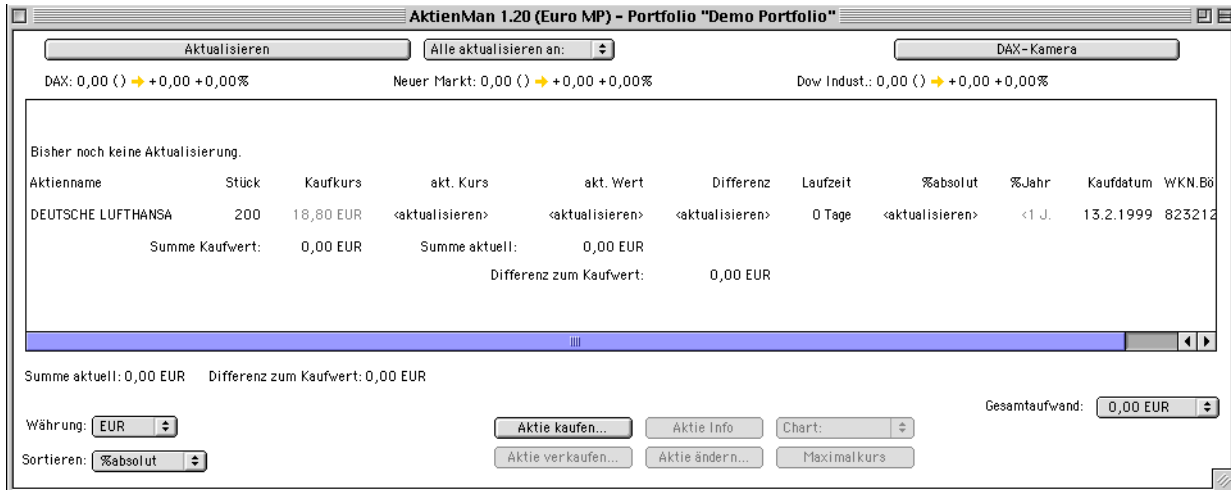 AktienMan 1.20 (Euro MP) - Portfolio "Demo Portfolio"
Aktualisieren Alle aktualisieren an: DAX-Kamera
DAX: 0,00 () +0,00 +0,00% Neuer Markt: 0,00 () +0,00 +0,00% Dow Indust.: 0,00 () +0,00 +0,00%
Bisher noch keine Aktualisierung.
Aktienname Stück Kaufkurs akt. Kurs akt. Wert Differenz Laufzeit %absolut %Jahr Kaufdatum WKN.Bö
DEUTSCHE LUFTHANSA 200 18,80 EUR <aktualisieren> <aktualisieren> <aktualisieren> 0 Tage <aktualisieren> <1 J. 13.2.1999 823212
Summe Kaufwert: 0,00 EUR Summe aktuell: 0,00 EUR
Differenz zum Kaufwert: 0,00 EUR
Summe aktuell: 0,00 EUR Differenz zum Kaufwert: 0,00 EUR
Gesamtaufwand: 0,00 EUR
Währung: EUR Aktie kaufen... Aktie Info Chart:
Sortieren: %absolut Aktie verkaufen... Aktie ändern... Maximalkurs